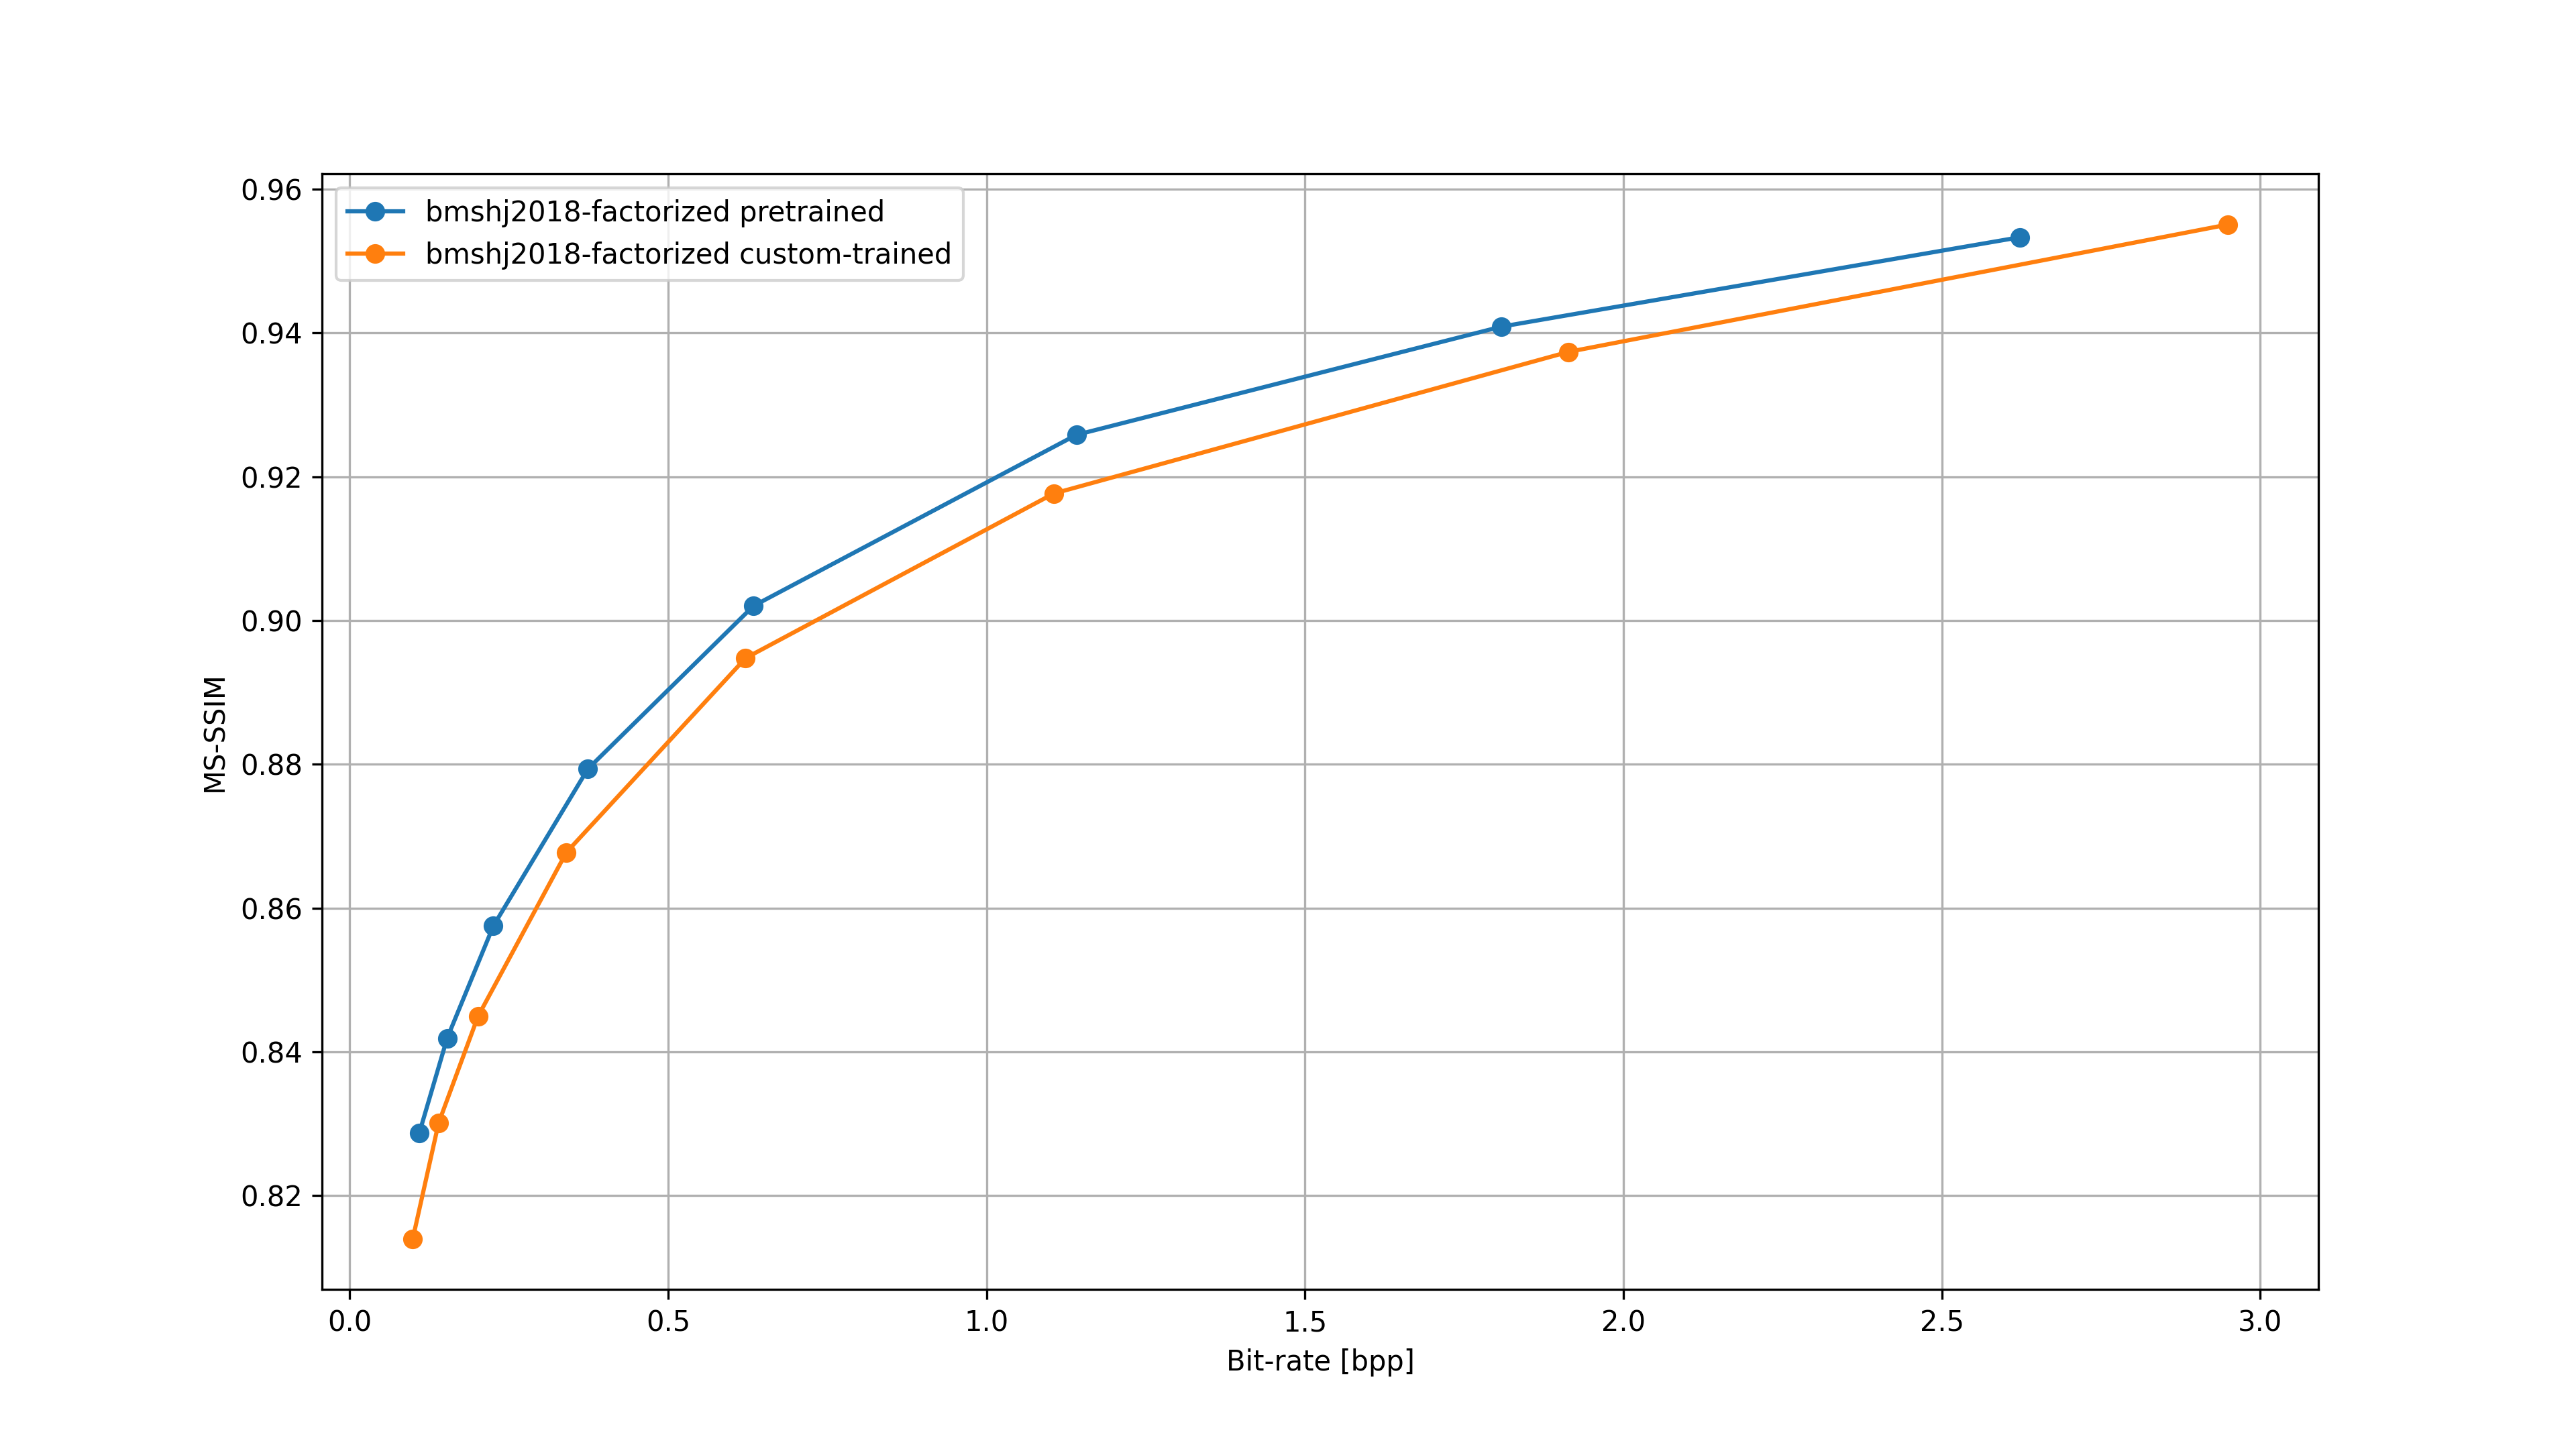 bmshj2018-factorized pretrained
bmshj2018-factorized custom-trained
0.96
0.94
0.92
0.90
0.88
0.86
0.84
0.82
MS-SSIM
0.0 0.5 1.0 1.5 2.0 2.5 3.0
Bit-rate [bpp]